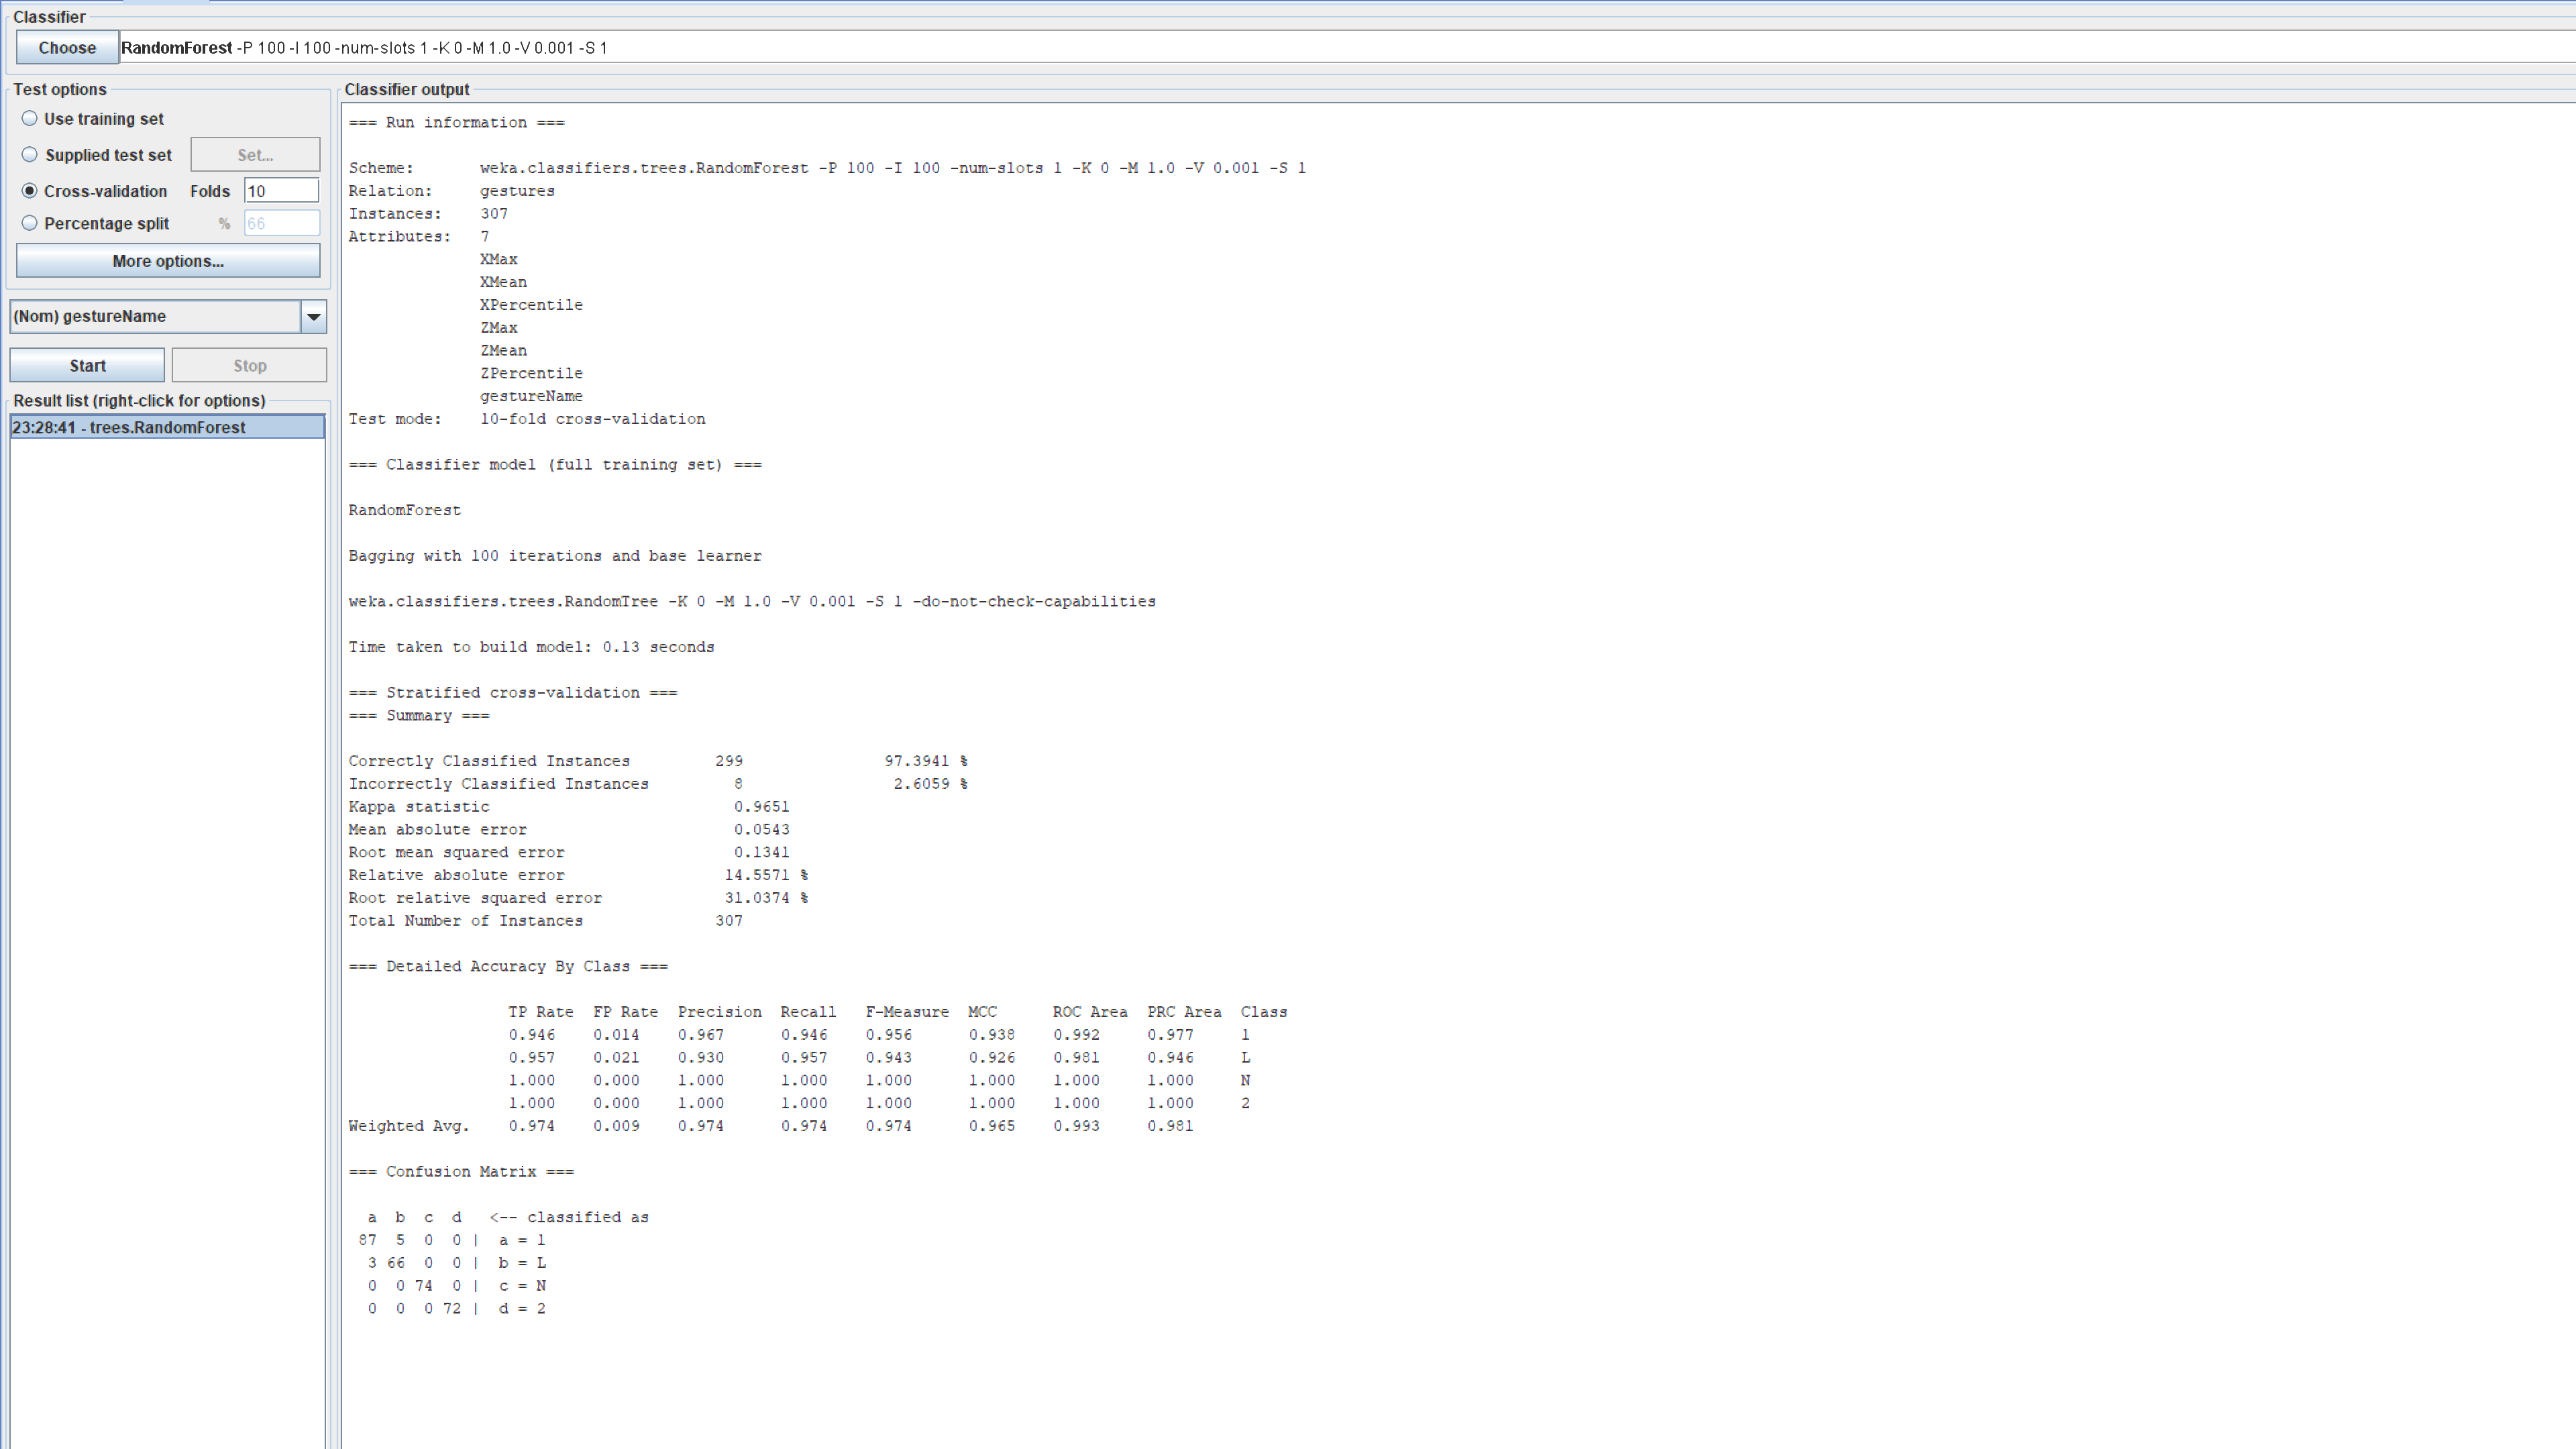 Classifier
Choose RandomForest -P 100 -I 100 -num-slots 1 -K 0 -M 1.0 -V 0.001 -S 1
Test options
Use training set
Supplied test set Set...
Cross-validation Folds 10
Percentage split % 66
More options...
(Nom) gestureName
Start Stop
Result list (right-click for options)
23:28:41 - trees.RandomForest
Classifier output
=== Run information ===
Scheme: weka.classifiers.trees.RandomForest -P 100 -I 100 -num-slots 1 -K 0 -M 1.0 -V 0.001 -S 1
Relation: gestures
Instances: 307
Attributes: 7
XMax
XMean
XPercentile
ZMax
ZMean
ZPercentile
gestureName
Test mode: 10-fold cross-validation
=== Classifier model (full training set) ===
RandomForest
Bagging with 100 iterations and base learner
weka.classifiers.trees.RandomTree -K 0 -M 1.0 -V 0.001 -S 1 -do-not-check-capabilities
Time taken to build model: 0.13 seconds
=== Stratified cross-validation ===
=== Summary ===
Correctly Classified Instances 299 97.3941 %
Incorrectly Classified Instances 8 2.6059 %
Kappa statistic 0.9651
Mean absolute error 0.0543
Root mean squared error 0.1341
Relative absolute error 14.5571 %
Root relative squared error 31.0374 %
Total Number of Instances 307
=== Detailed Accuracy By Class ===
TP Rate FP Rate Precision Recall F-Measure MCC ROC Area PRC Area Class
0.946 0.014 0.967 0.946 0.956 0.938 0.992 0.977 1
0.957 0.021 0.930 0.957 0.943 0.926 0.981 0.946 L
1.000 0.000 1.000 1.000 1.000 1.000 1.000 1.000 N
1.000 0.000 1.000 1.000 1.000 1.000 1.000 1.000 2
Weighted Avg. 0.974 0.009 0.974 0.974 0.974 0.965 0.993 0.981
=== Confusion Matrix ===
a b c d <-- classified as
87 5 0 0 | a = 1
3 66 0 0 | b = L
0 0 74 0 | c = N
0 0 0 72 | d = 2